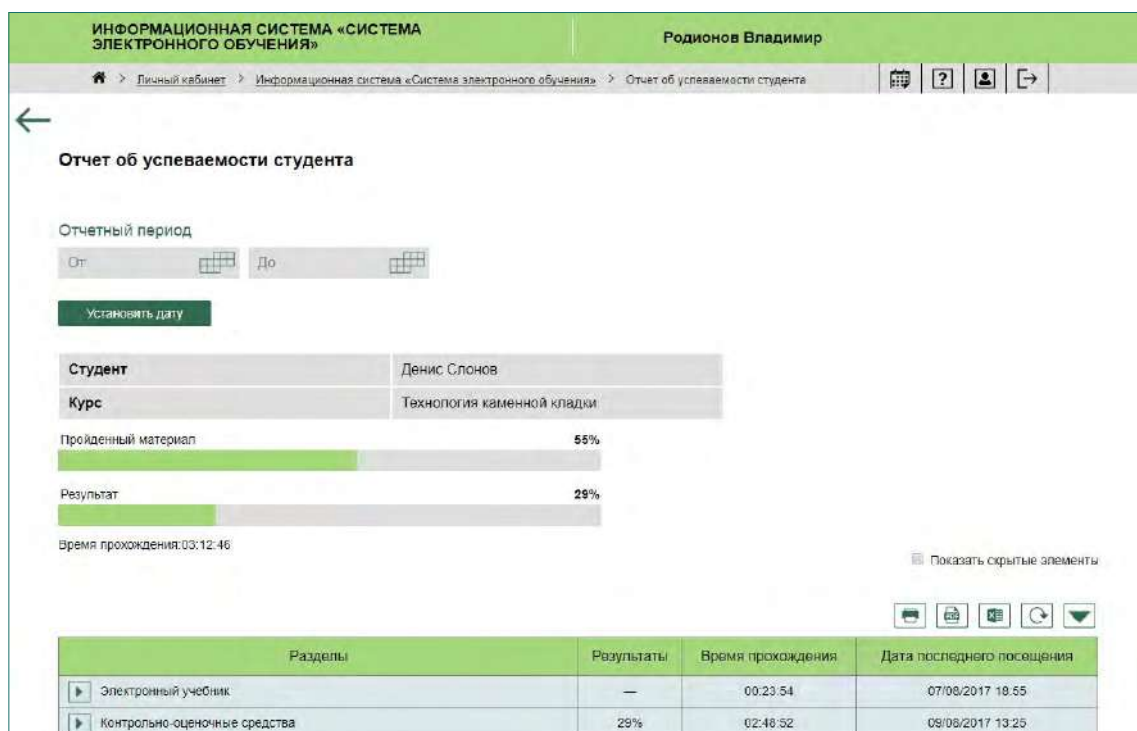 ИНФОРМАЦИОННАЯ СИСТЕМА «СИСТЕМА
ЭЛЕКТРОННОГО ОБУЧЕНИЯ»
Родионов Владимир
> Личный кабинет > Информационная система «Система электронного обучения» > Отчет об успеваемости студента
Отчет об успеваемости студента
Отчетный период
От До
Установить дату
Студент Денис Слонов
Курс Технология каменной кладки
Пройденный материал 55%
Результат 29%
Время прохождения:03:12:46
Показать скрытые элементы
Разделы Результаты Время прохождения Дата последнего посещения
Электронный учебник — 00:23:54 07/08/2017 18:55
Контрольно-оценочные средства 29% 02:48:52 09/08/2017 13:25